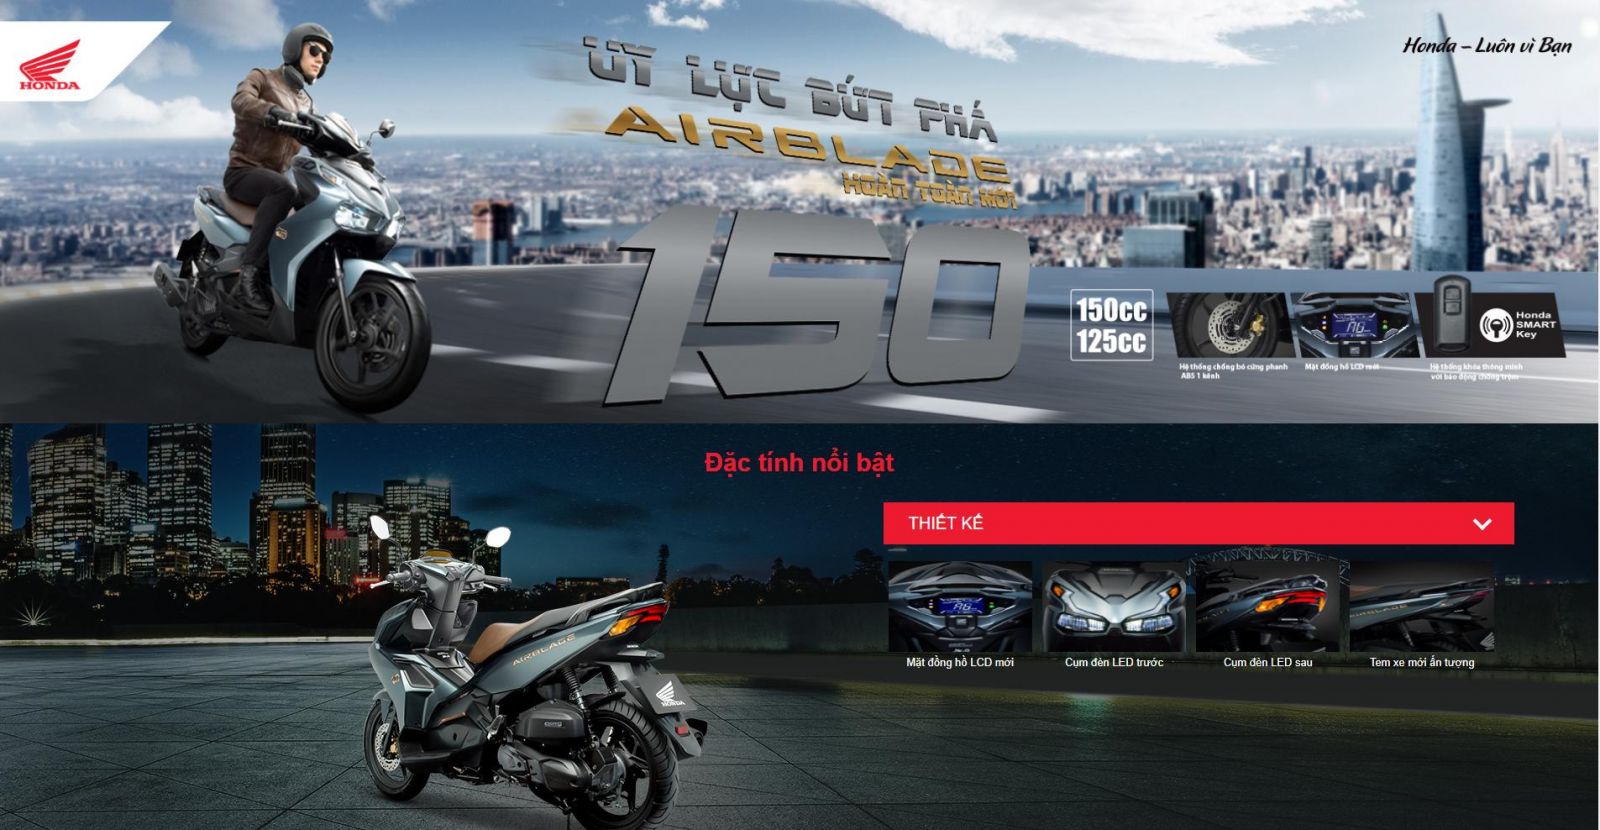 HONDA
Honda – Luôn vì Bạn
UY LỰC BỨT PHÁ
AIRBLADE
HOÀN TOÀN MỚI
150
150cc
125cc
Honda
SMART
Key
Hệ thống chống bó cứng phanh
ABS 1 kênh
Mặt đồng hồ LCD mới
Hệ thống khóa thông minh
với báo động chống trộm
Đặc tính nổi bật
THIẾT KẾ
AIRBLADE
HONDA
Mặt đồng hồ LCD mới
Cụm đèn LED trước
Cụm đèn LED sau
AIRBLADE
Tem xe mới ấn tượng